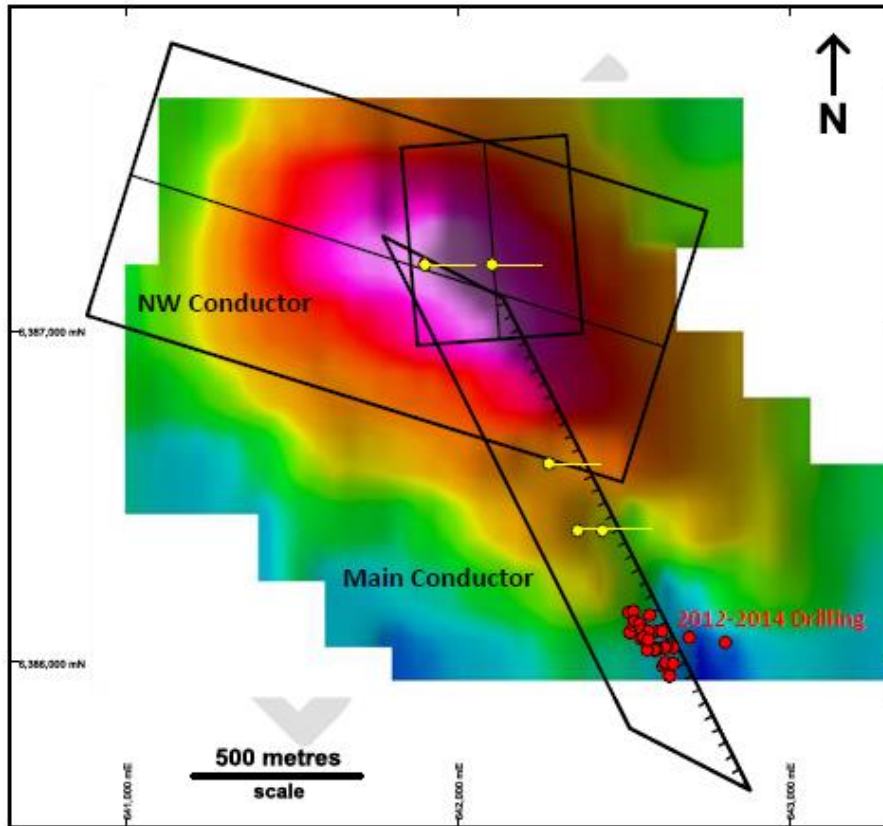 N
NW Conductor
6,387,000 mN
Main Conductor
2012-2014 Drilling
6,386,000 mN
500 metres
scale
641,000 mE
642,000 mE
643,000 mE